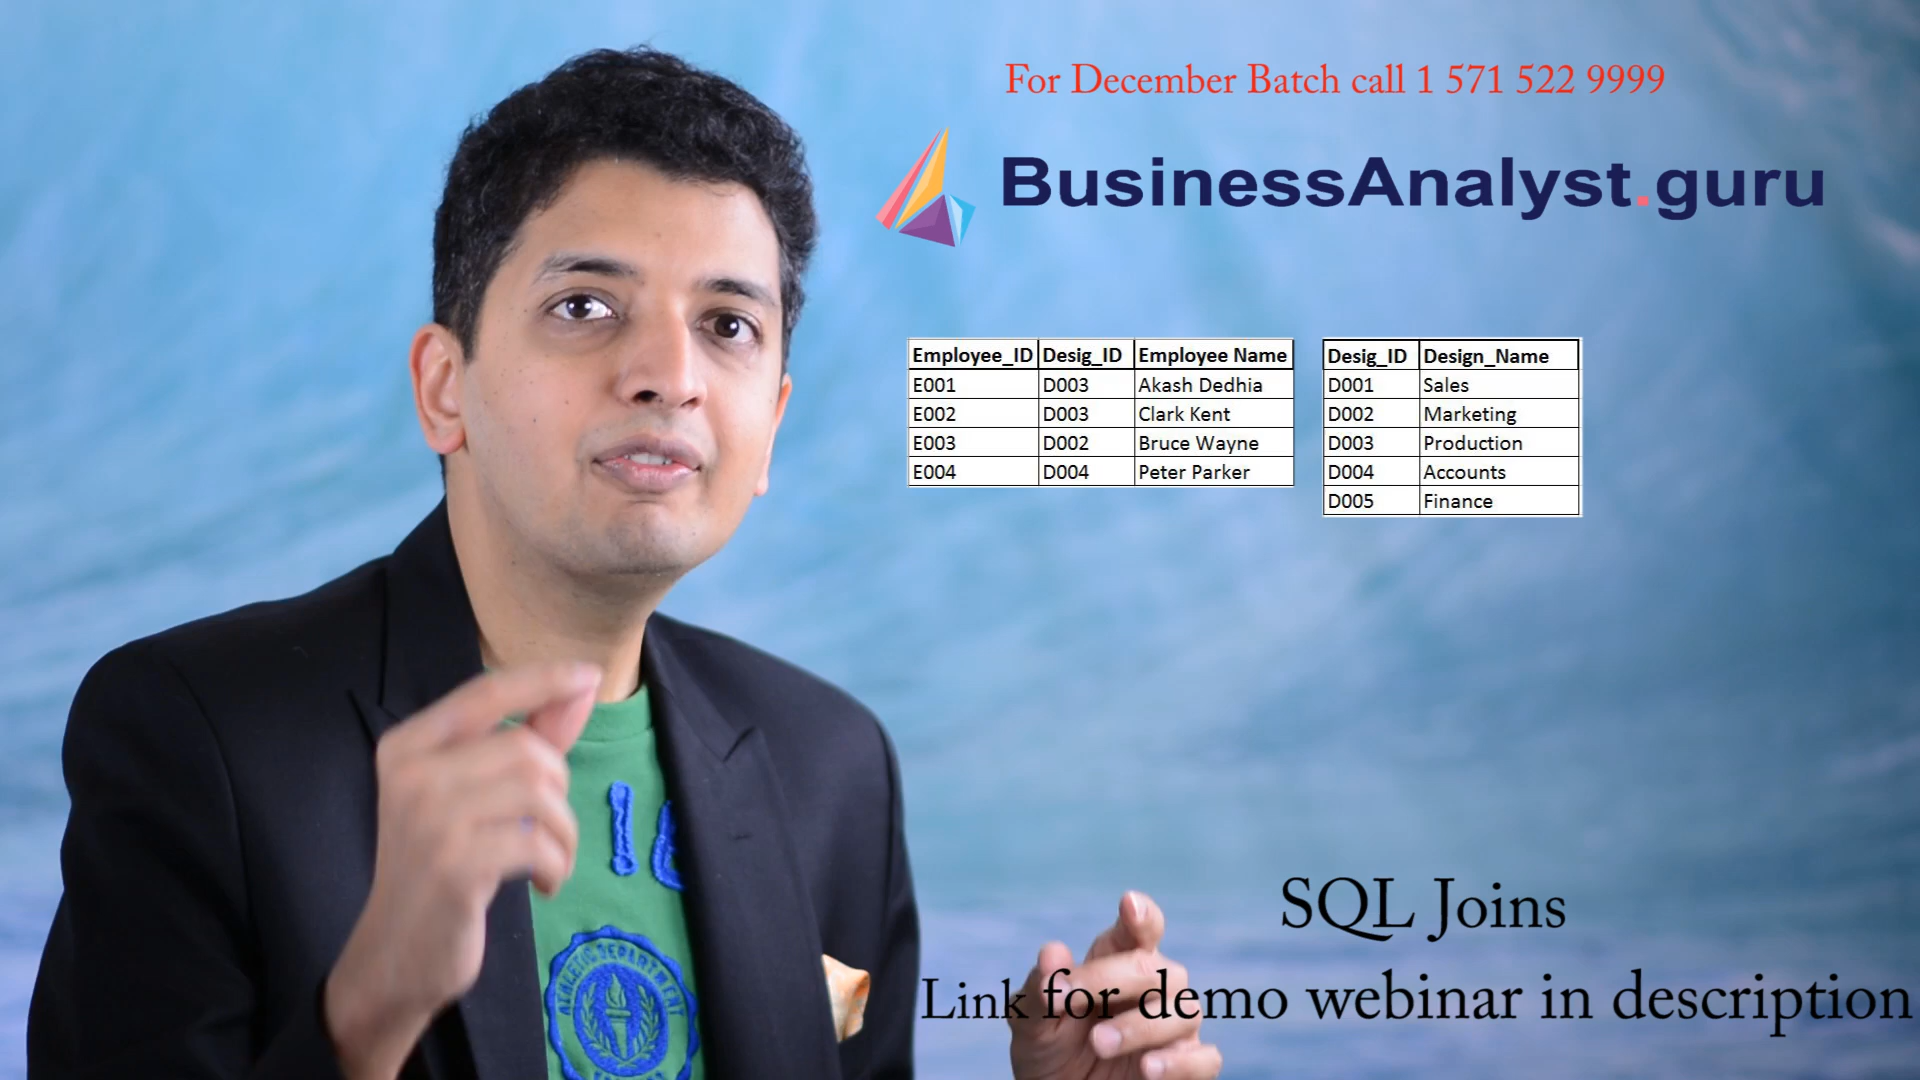 For December Batch call 1 571 522 9999
BusinessAnalyst.guru
Employee_ID Desig_ID Employee Name
E001 D003 Akash Dedhia
E002 D003 Clark Kent
E003 D002 Bruce Wayne
E004 D004 Peter Parker
Desig_ID Design_Name
D001 Sales
D002 Marketing
D003 Production
D004 Accounts
D005 Finance
ATHLETIC DEPARTMENT
SQL Joins
Link for demo webinar in description